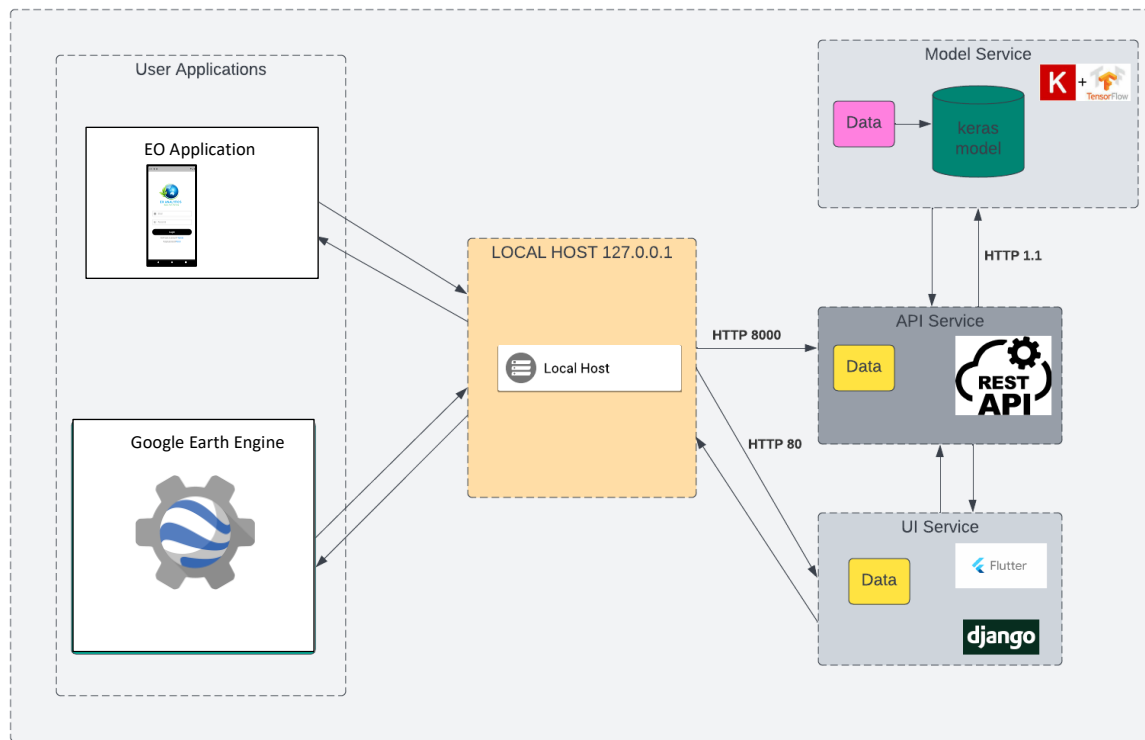 User Applications
EO Application
Google Earth Engine
LOCAL HOST 127.0.0.1
Local Host
HTTP 8000
HTTP 80
Model Service
K
+
TensorFlow
Data
keras
model
HTTP 1.1
API Service
Data
REST
API
UI Service
Data
Flutter
django